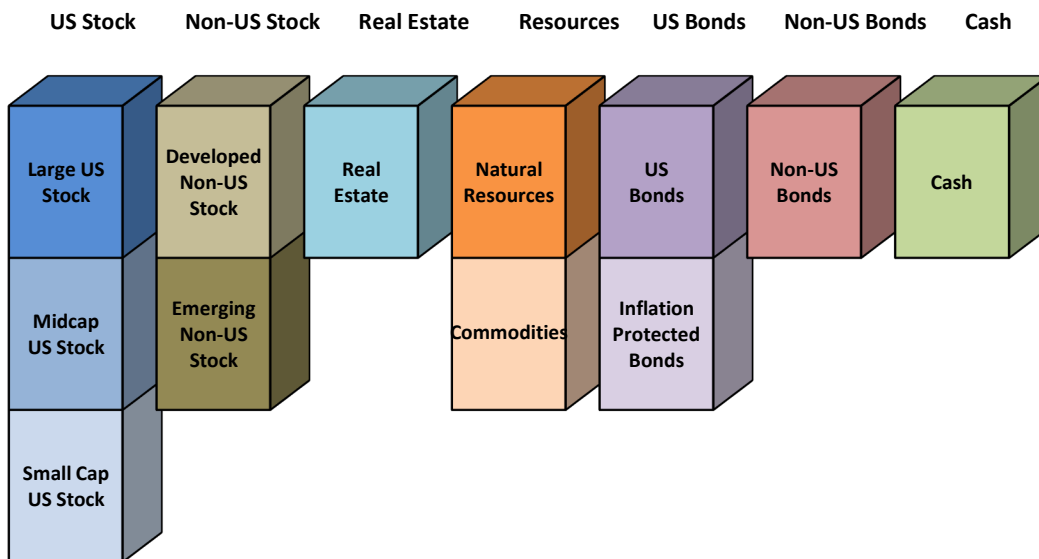 US Stock Non-US Stock Real Estate Resources US Bonds Non-US Bonds Cash
Large US
Stock
Developed
Non-US
Stock
Real
Estate
Natural
Resources
US
Bonds
Non-US
Bonds
Cash
Midcap
US Stock
Emerging
Non-US
Stock
Commodities
Inflation
Protected
Bonds
Small Cap
US Stock